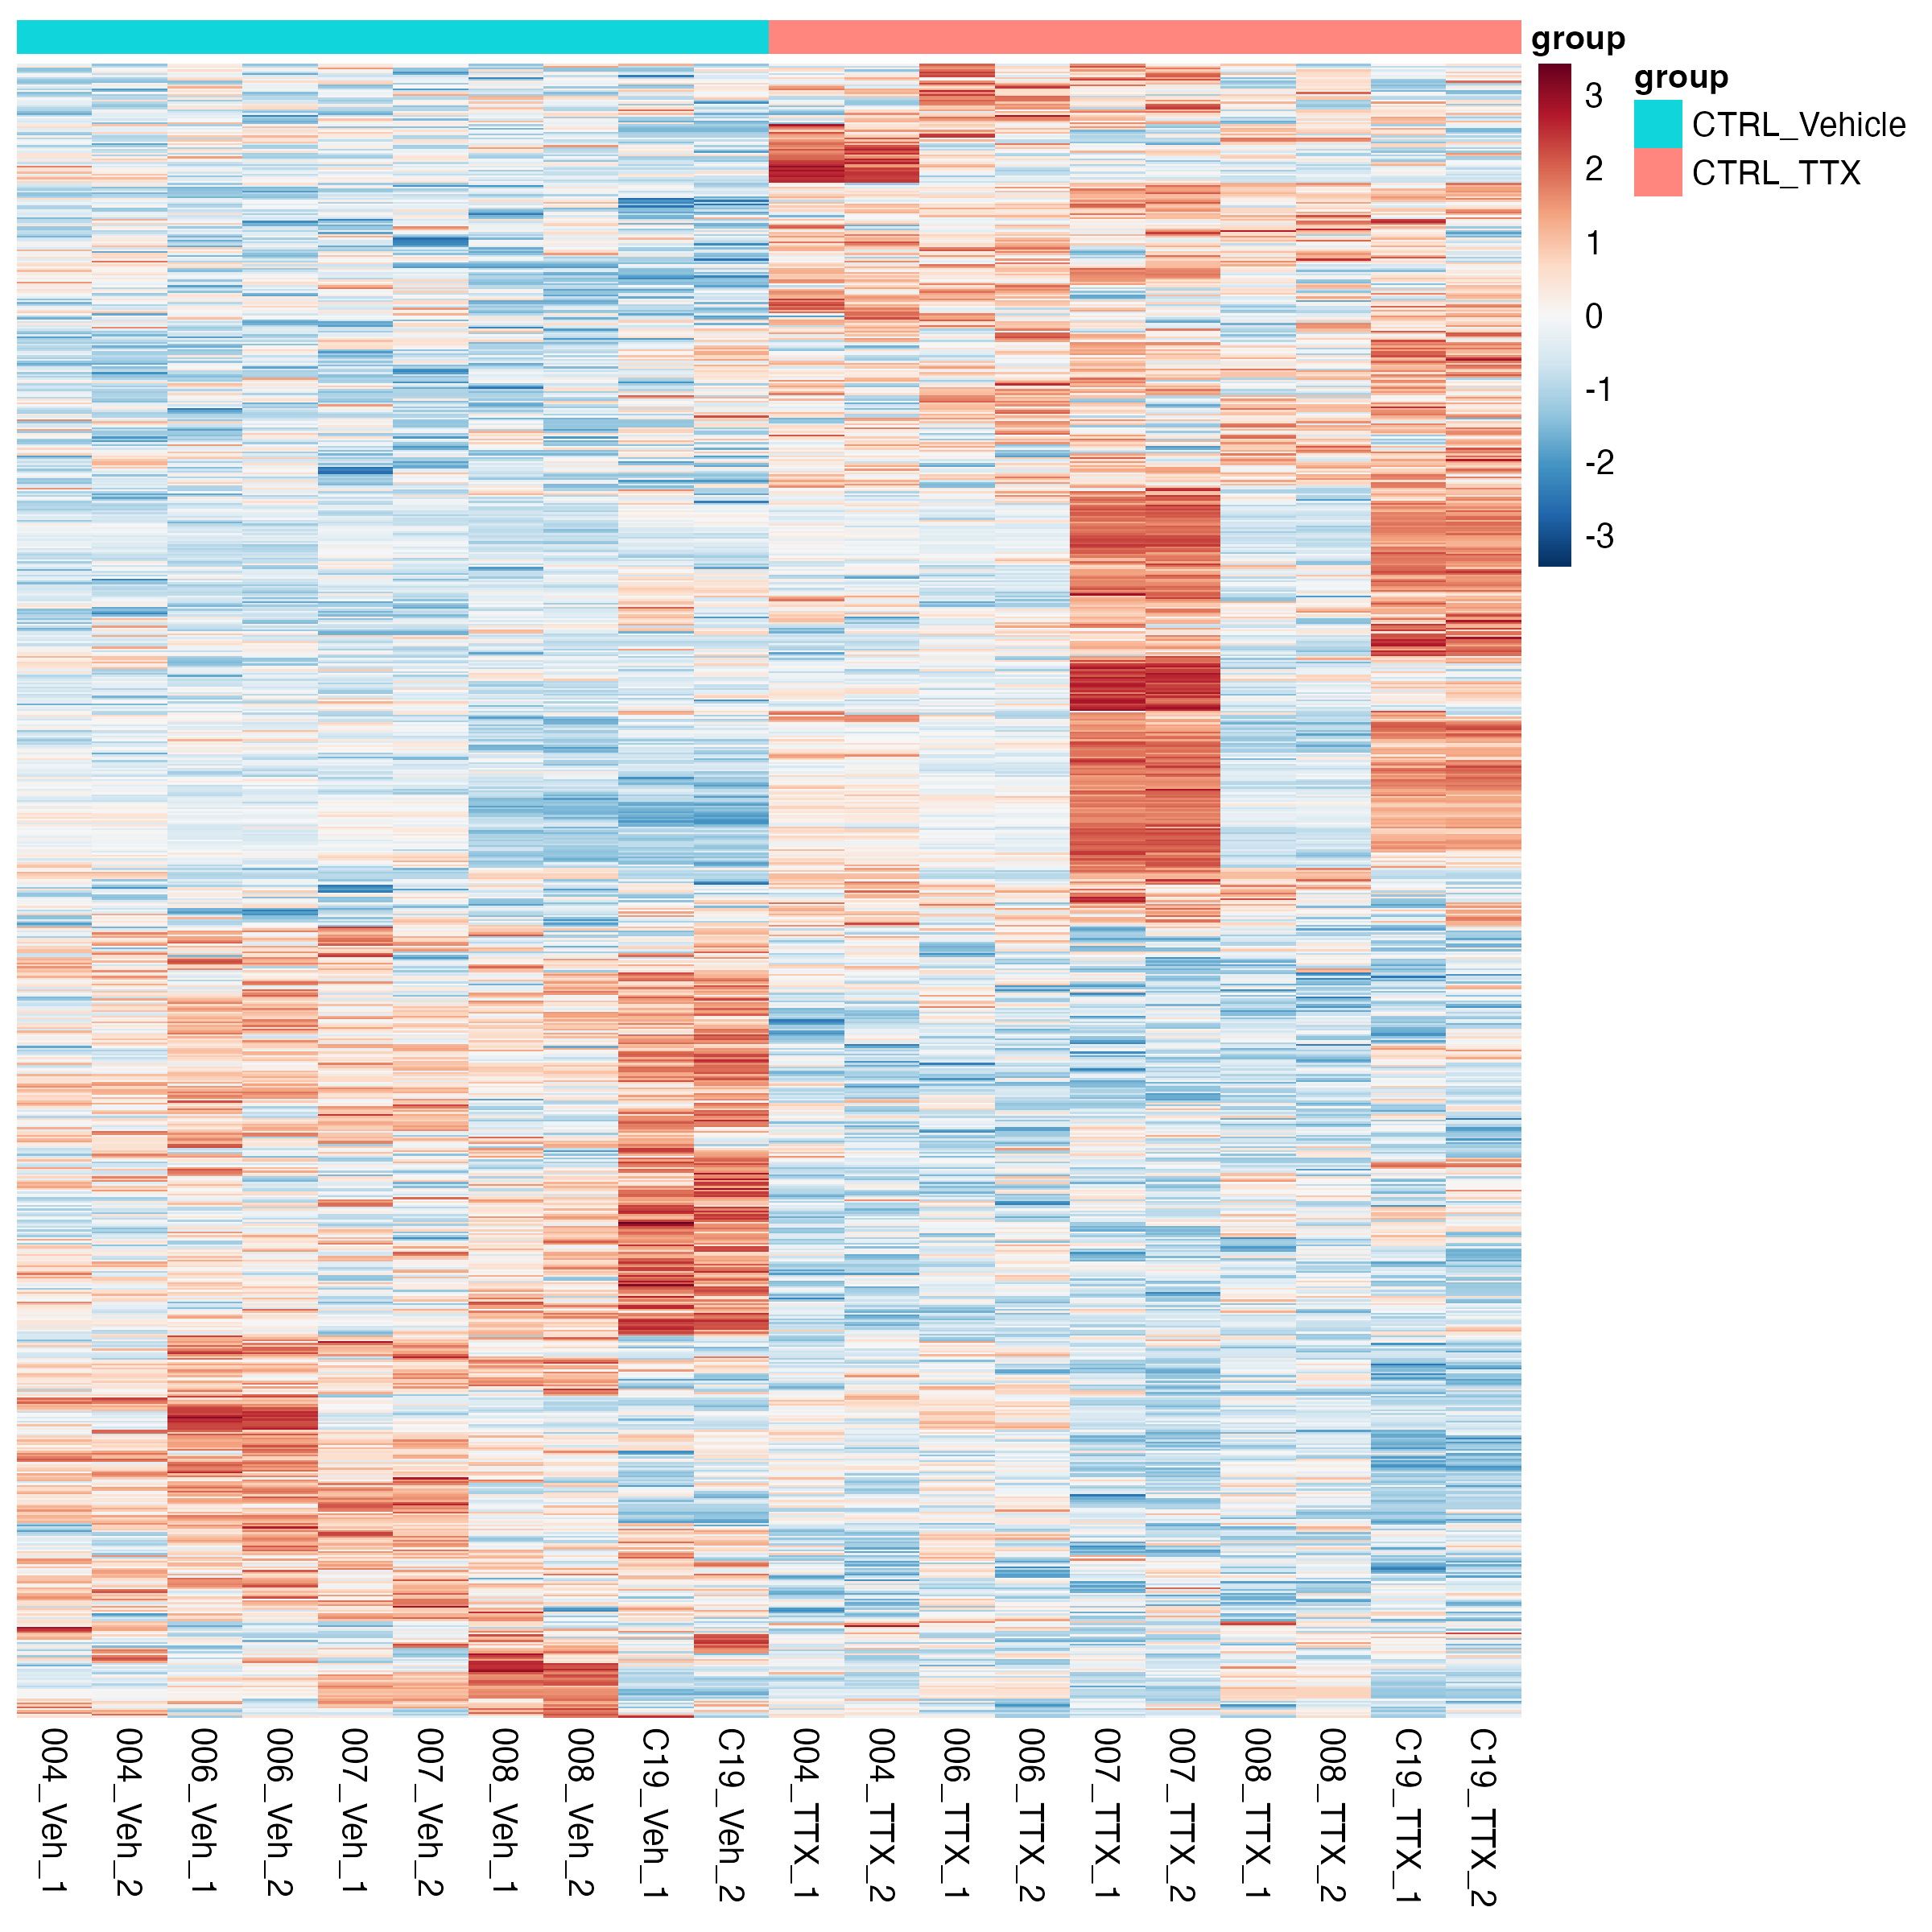 group
3
2
1
0
-1
-2
-3
group
CTRL_Vehicle
CTRL_TTX
004_Veh_1
004_Veh_2
006_Veh_1
006_Veh_2
007_Veh_1
007_Veh_2
008_Veh_1
008_Veh_2
C19_Veh_1
C19_Veh_2
004_TTX_1
004_TTX_2
006_TTX_1
006_TTX_2
007_TTX_1
007_TTX_2
008_TTX_1
008_TTX_2
C19_TTX_1
C19_TTX_2